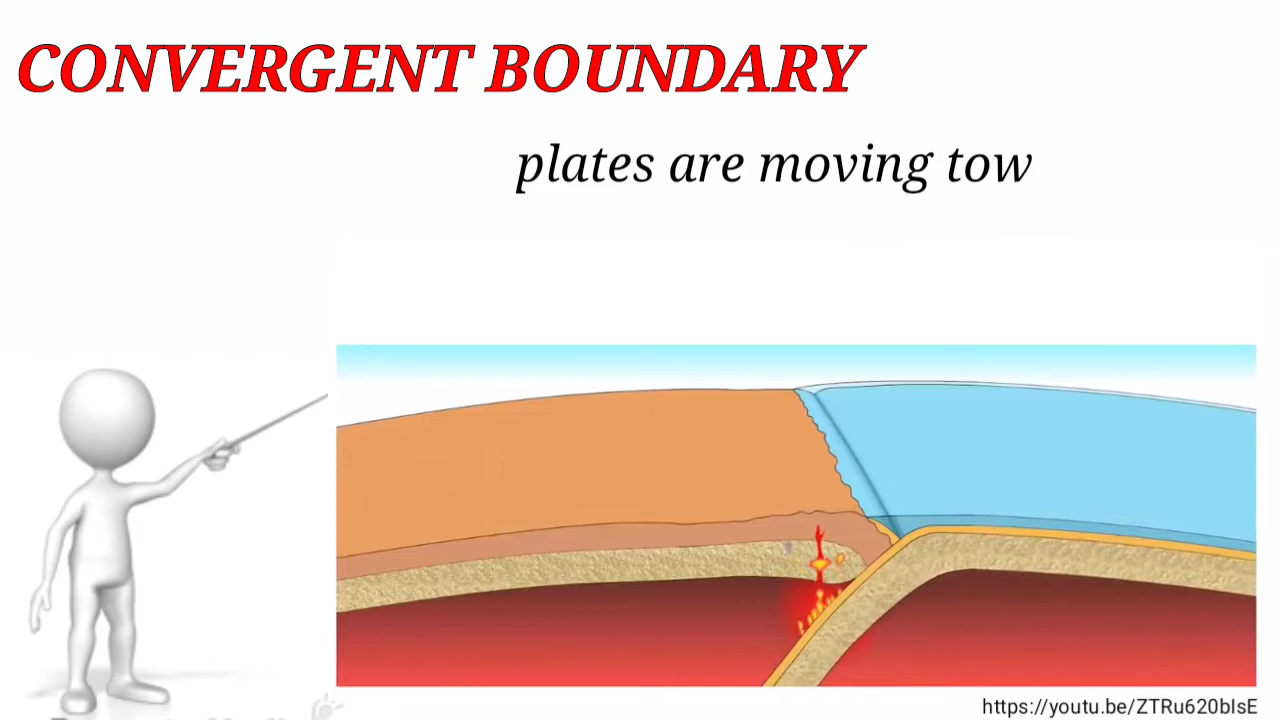 CONVERGENT BOUNDARY
plates are moving tow
https://youtu.be/ZTRu620bIsE